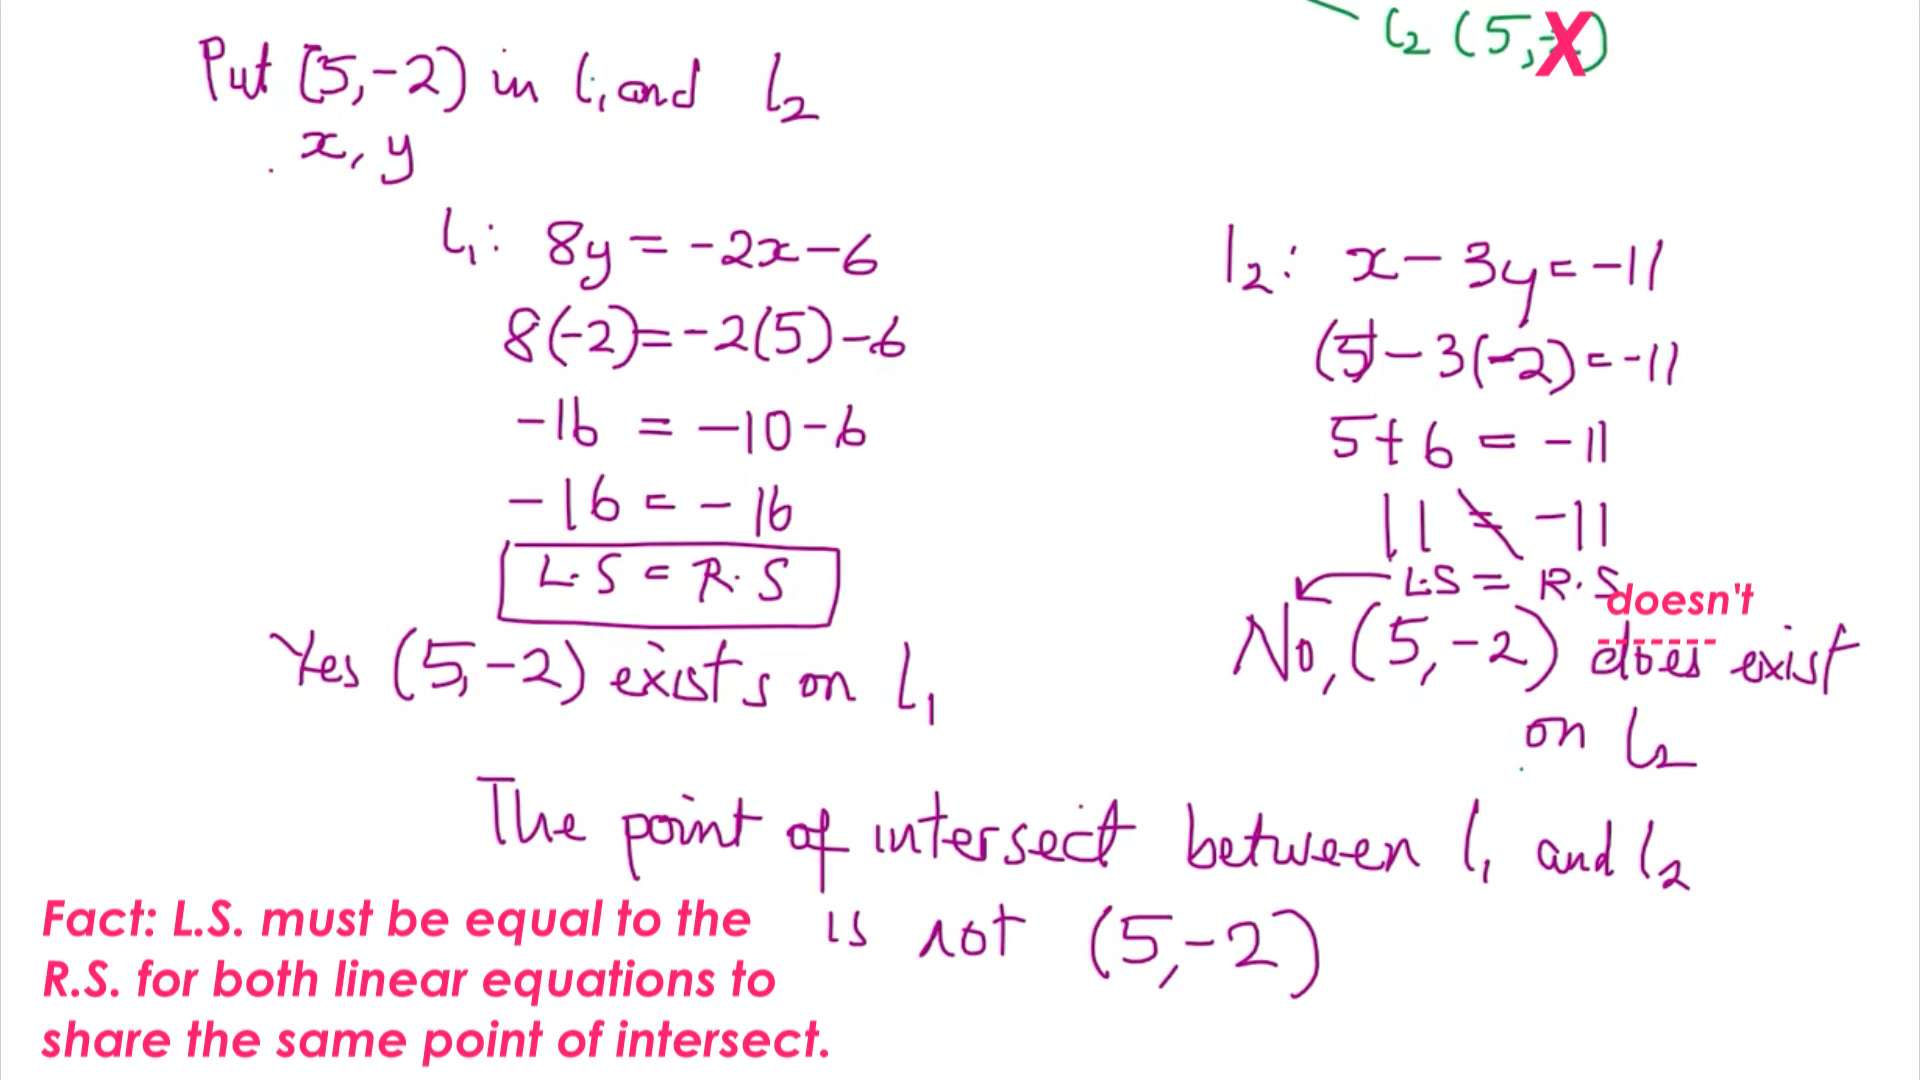 l₂ (5,X)
Put (5,-2) in l₁ and l₂
x, y
l₁: 8y = -2x-6
8(-2)=-2(5)-6
-16 = -10-6
-16 = -16
L.S = R.S
Yes (5,-2) exists on l₁
l₂: x-3y=-11
(5)-3(-2)=-11
5+6 = -11
11 ≠ -11
L.S = R.S
doesn't
No, (5,-2) does exist
on l₂
The point of intersect between l₁ and l₂
is not (5,-2)
Fact: L.S. must be equal to the
R.S. for both linear equations to
share the same point of intersect.